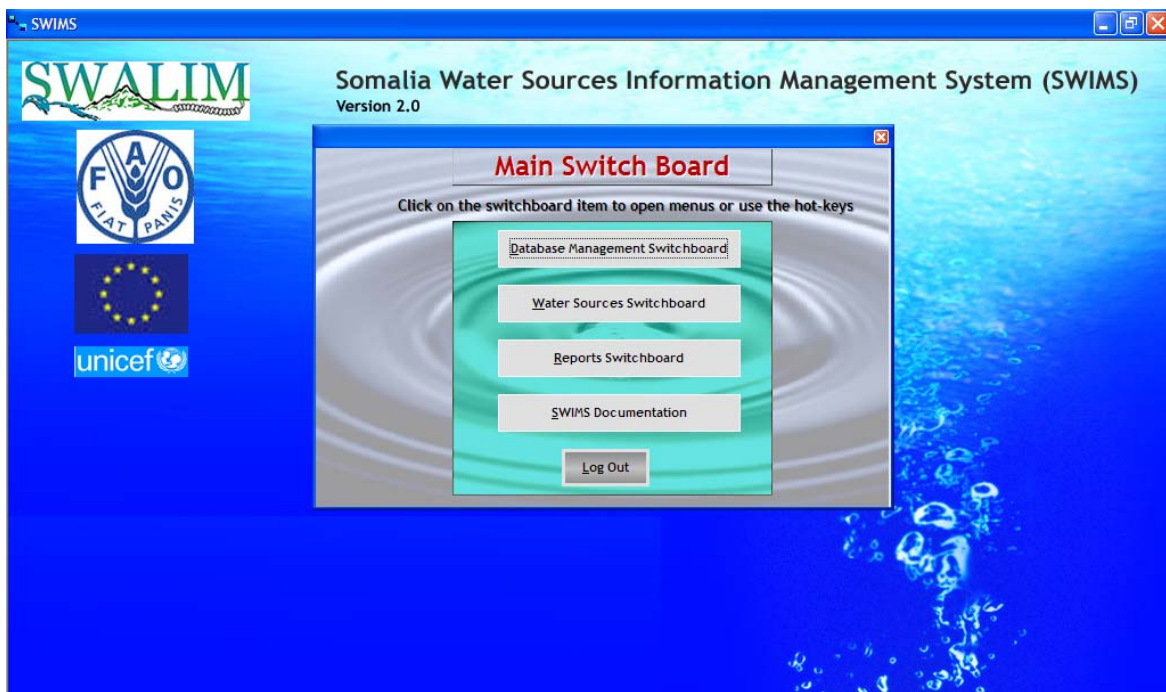 SWIMS
SWALIM
Somalia Water Sources Information Management System (SWIMS)
Version 2.0
F A O
FIAT PANIS
unicef
Main Switch Board
Click on the switchboard item to open menus or use the hot-keys
Database Management Switchboard
Water Sources Switchboard
Reports Switchboard
SWIMS Documentation
Log Out